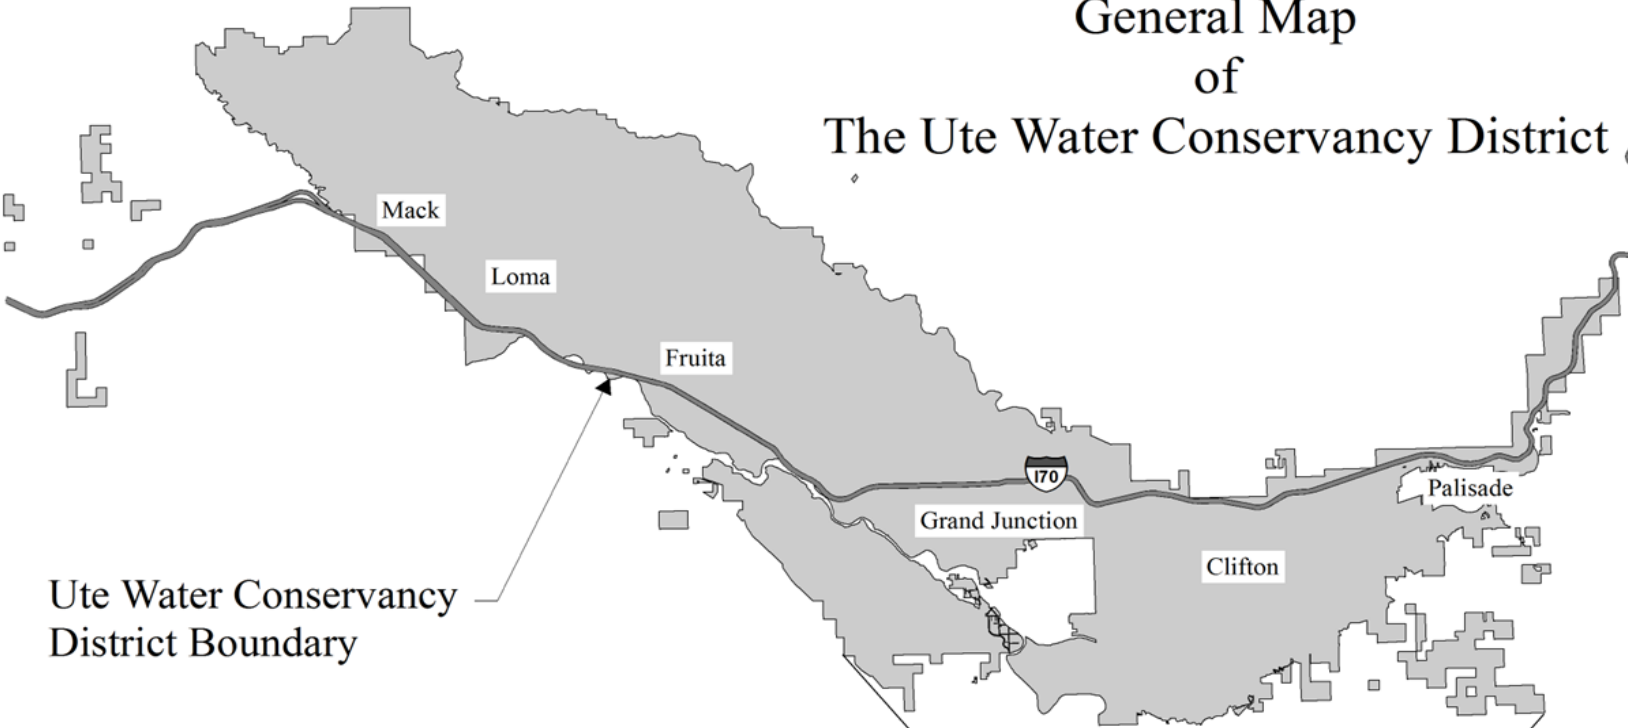 General Map
of
The Ute Water Conservancy District
Mack
Loma
Fruita
I70
Palisade
Grand Junction
Clifton
Ute Water Conservancy
District Boundary